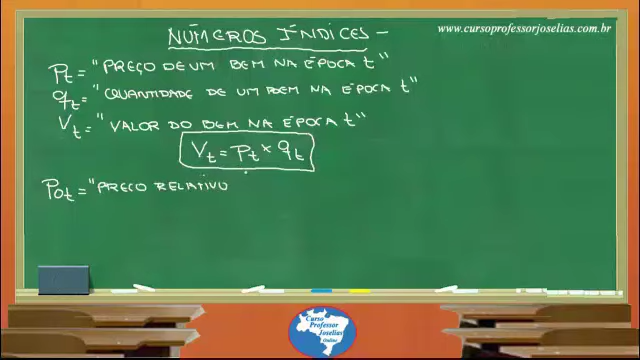 NÚMEROS ÍNDICES -
www.cursoprofessorjoselias.com.br
Pt = "PREÇO DE UM BEM NA ÉPOCA t"
qt = "QUANTIDADE DE UM BEM NA ÉPOCA t"
Vt = "VALOR DO BEM NA ÉPOCA t"
Vt = Pt × qt
P0t = "PREÇO RELATIVO
Curso
Professor
Joselias
Online